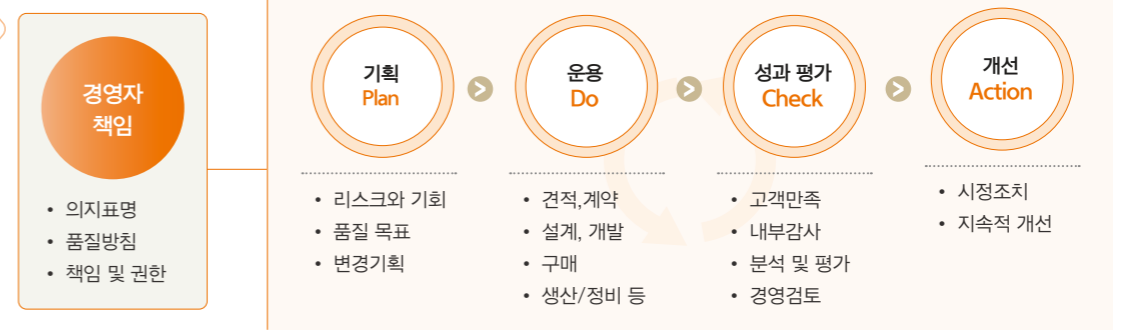 경영자
책임
• 의지표명
• 품질방침
• 책임 및 권한
기획
Plan
• 리스크와 기회
• 품질 목표
• 변경기획
운용
Do
• 견적,계약
• 설계, 개발
• 구매
• 생산/정비 등
성과 평가
Check
• 고객만족
• 내부감사
• 분석 및 평가
• 경영검토
개선
Action
• 시정조치
• 지속적 개선